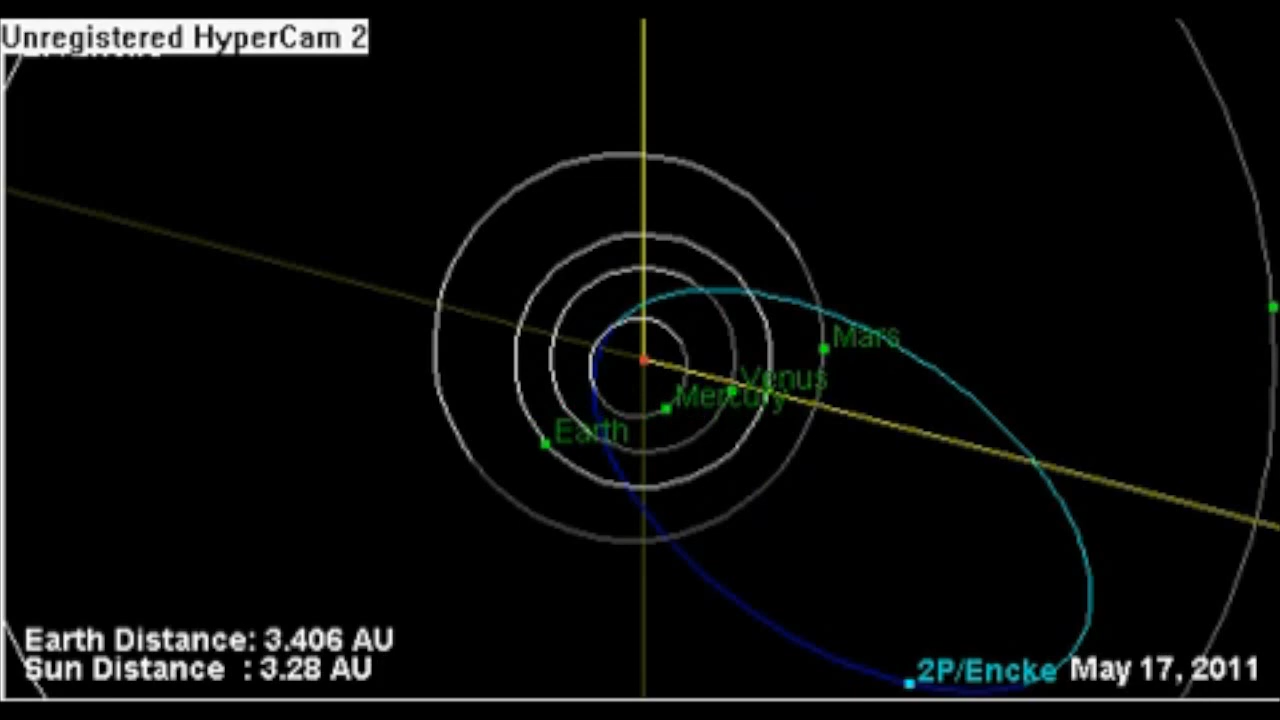 Unregistered HyperCam 2
Mars
Venus
Mercury
Earth
Earth Distance: 3.406 AU
Sun Distance : 3.28 AU
2P/Encke
May 17, 2011